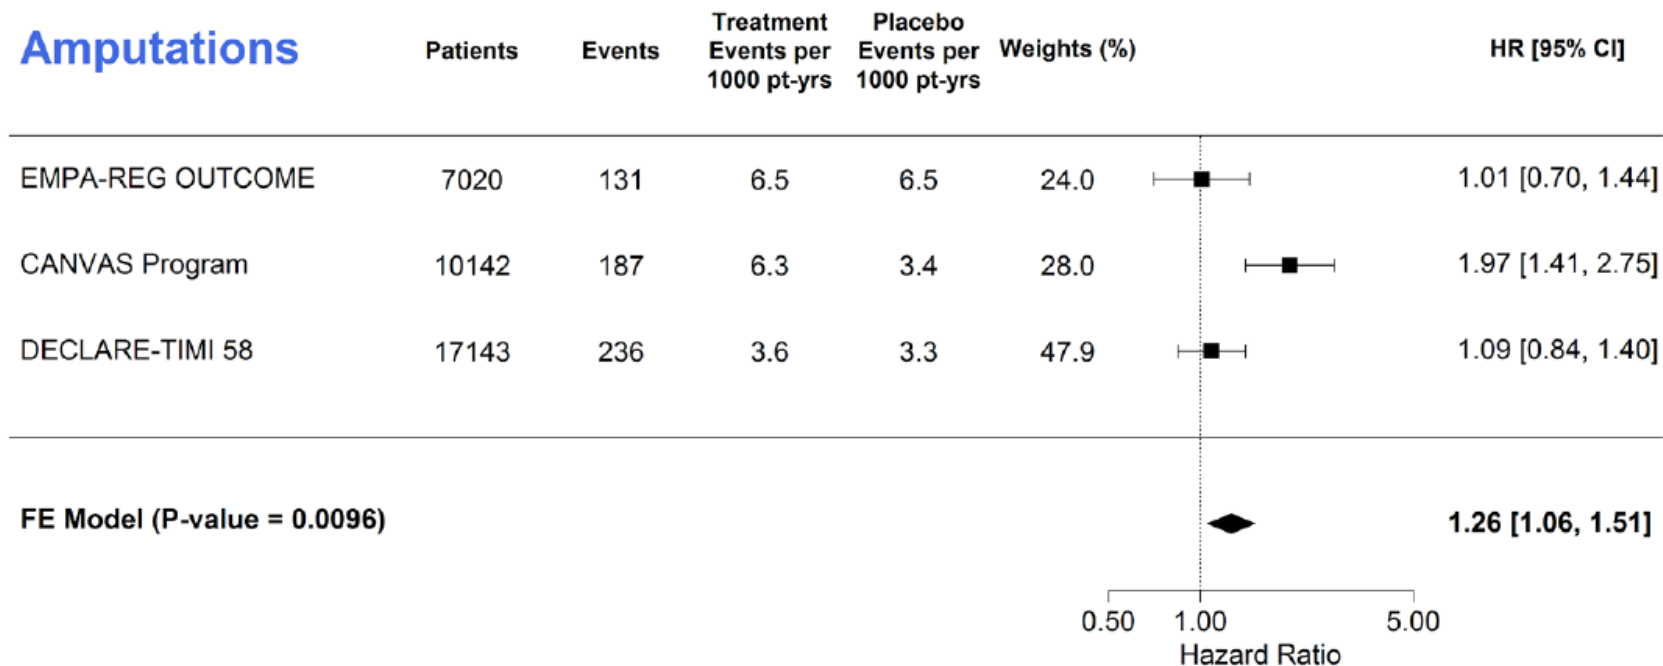 Amputations
Patients
Events
Treatment
Events per
1000 pt-yrs
Placebo
Events per
1000 pt-yrs
Weights (%)
HR [95% CI]
EMPA-REG OUTCOME 7020 131 6.5 6.5 24.0 1.01 [0.70, 1.44]
CANVAS Program 10142 187 6.3 3.4 28.0 1.97 [1.41, 2.75]
DECLARE-TIMI 58 17143 236 3.6 3.3 47.9 1.09 [0.84, 1.40]
FE Model (P-value = 0.0096) 1.26 [1.06, 1.51]
0.50 1.00 5.00
Hazard Ratio